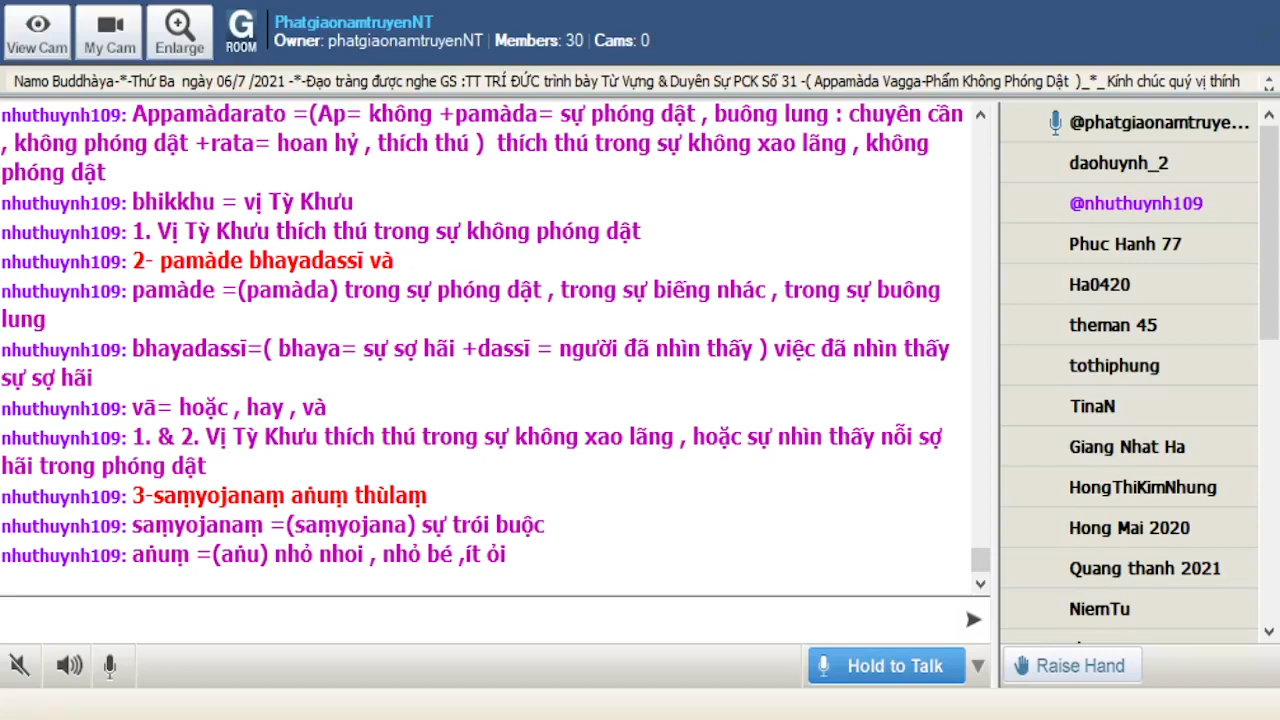 View Cam
My Cam
Enlarge
G
ROOM
PhatgiaonamtruyenNT
Owner: phatgiaonamtruyenNT | Members: 30 | Cams: 0
Namo Buddhàya-*-Thứ Ba ngày 06/7 /2021 -*-Đạo tràng được nghe GS :TT TRÍ ĐỨC trình bày Từ Vựng & Duyên Sự PCK Số 31 -( Appamàda Vagga-Phẩm Không Phóng Dật )_*_ Kính chúc quý vị thính
nhuthuynh109: Appamàdarato =(Ap= không +pamàda= sự phóng dật , buông lung : chuyên cần
, không phóng dật +rata= hoan hỷ , thích thú ) thích thú trong sự không xao lãng , không
phóng dật
nhuthuynh109: bhikkhu = vị Tỳ Khưu
nhuthuynh109: 1. Vị Tỳ Khưu thích thú trong sự không phóng dật
nhuthuynh109: 2- pamàde bhayadassī và
nhuthuynh109: pamàde =(pamàda) trong sự phóng dật , trong sự biếng nhác , trong sự buông
lung
nhuthuynh109: bhayadassī=( bhaya= sự sợ hãi +dassī = người đã nhìn thấy ) việc đã nhìn thấy
sự sợ hãi
nhuthuynh109: vā= hoặc , hay , và
nhuthuynh109: 1. & 2. Vị Tỳ Khưu thích thú trong sự không xao lãng , hoặc sự nhìn thấy nỗi sợ
hãi trong phóng dật
nhuthuynh109: 3-saṃyojanaṃ aṅuṃ thùlaṃ
nhuthuynh109: saṃyojanaṃ =(saṃyojana) sự trói buộc
nhuthuynh109: aṅuṃ =(aṅu) nhỏ nhoi , nhỏ bé ,ít ỏi
@phatgiaonamtruye...
daohuynh_2
@nhuthuynh109
Phuc Hanh 77
Ha0420
theman 45
tothiphung
TinaN
Giang Nhat Ha
HongThiKimNhung
Hong Mai 2020
Quang thanh 2021
NiemTu
Hold to Talk
Raise Hand